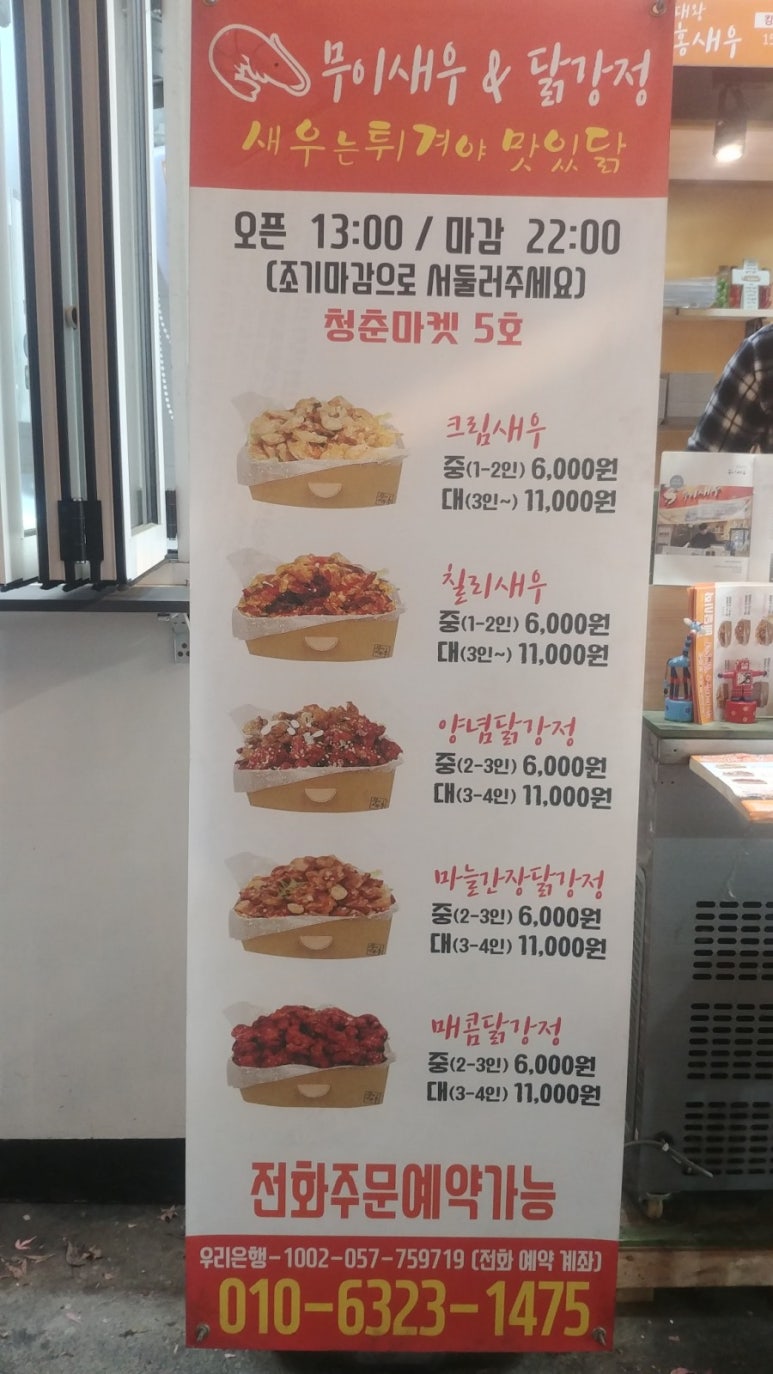 무이새우 & 닭강정
새우는튀겨야 맛있닭
오픈 13:00 / 마감 22:00
(조기마감으로 서둘러주세요)
청춘마켓 5호
크림새우
중(1-2인) 6,000원
대(3인~) 11,000원
칠리새우
중(1-2인) 6,000원
대(3인~) 11,000원
양념닭강정
중(2-3인) 6,000원
대(3-4인) 11,000원
마늘간장닭강정
중(2-3인) 6,000원
대(3-4인) 11,000원
매콤닭강정
중(2-3인) 6,000원
대(3-4인) 11,000원
전화주문예약가능
우리은행-1002-057-759719 (전화 예약 계좌)
010-6323-1475
대왕
홍새우